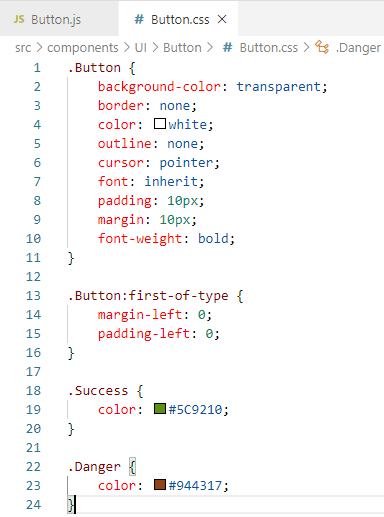 JS Button.js # Button.css ×
src > components > UI > Button > # Button.css > .Danger
1 .Button {
2 background-color: transparent;
3 border: none;
4 color: white;
5 outline: none;
6 cursor: pointer;
7 font: inherit;
8 padding: 10px;
9 margin: 10px;
10 font-weight: bold;
11 }
12
13 .Button:first-of-type {
14 margin-left: 0;
15 padding-left: 0;
16 }
17
18 .Success {
19 color: #5C9210;
20 }
21
22 .Danger {
23 color: #944317;
24 }